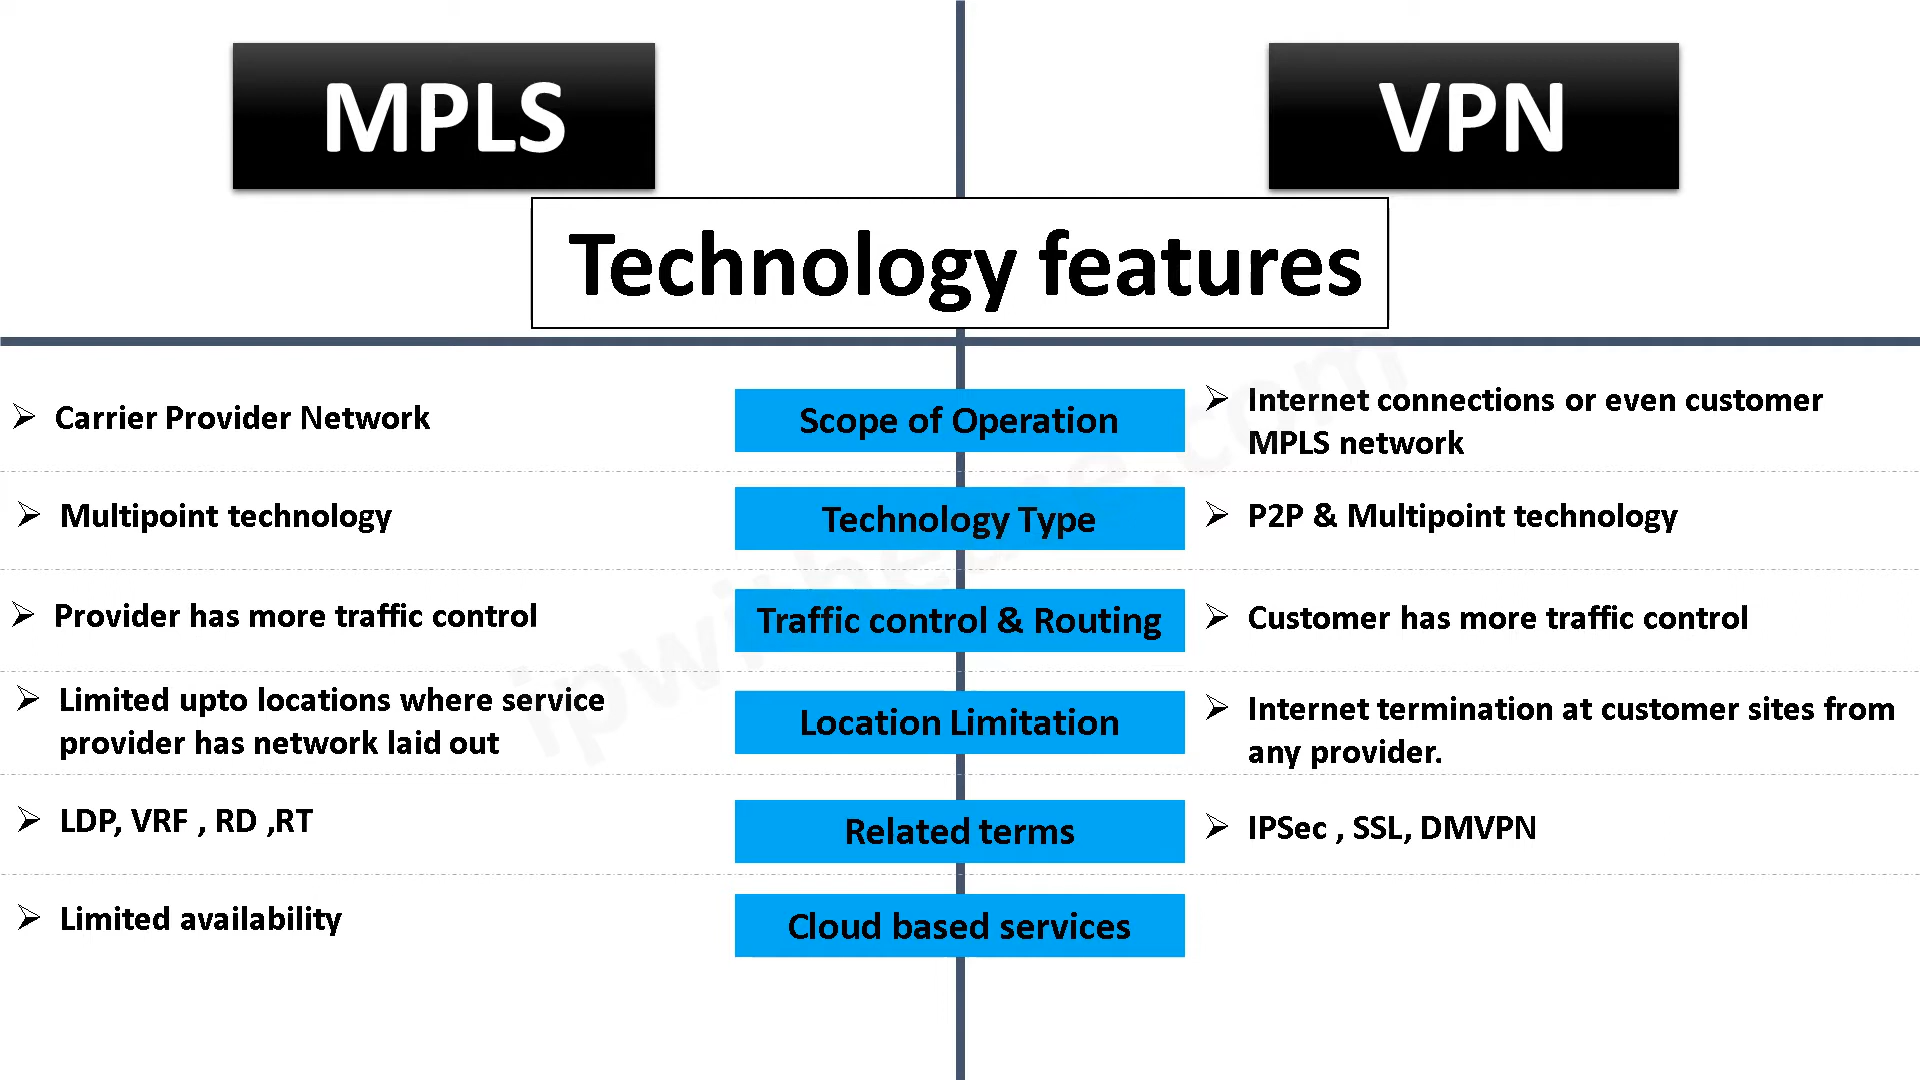 MPLS
VPN
Technology features
Carrier Provider Network
Scope of Operation
Internet connections or even customer
MPLS network
Multipoint technology
Technology Type
P2P & Multipoint technology
Provider has more traffic control
Traffic control & Routing
Customer has more traffic control
Limited upto locations where service
provider has network laid out
Location Limitation
Internet termination at customer sites from
any provider.
LDP, VRF , RD ,RT
Related terms
IPSec , SSL, DMVPN
Limited availability
Cloud based services